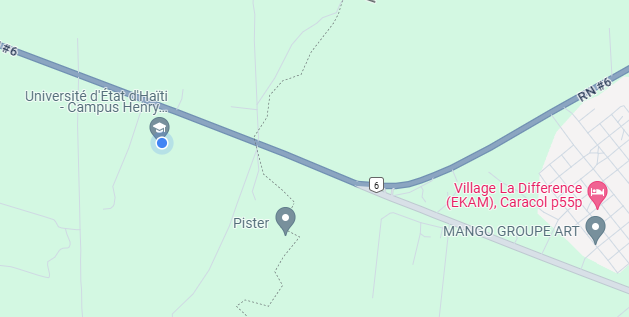 #6
Université d'État d'Haïti
- Campus Henry...
RN #6
6
Village La Difference
(EKAM), Caracol p55p
Pister
MANGO GROUPE ART